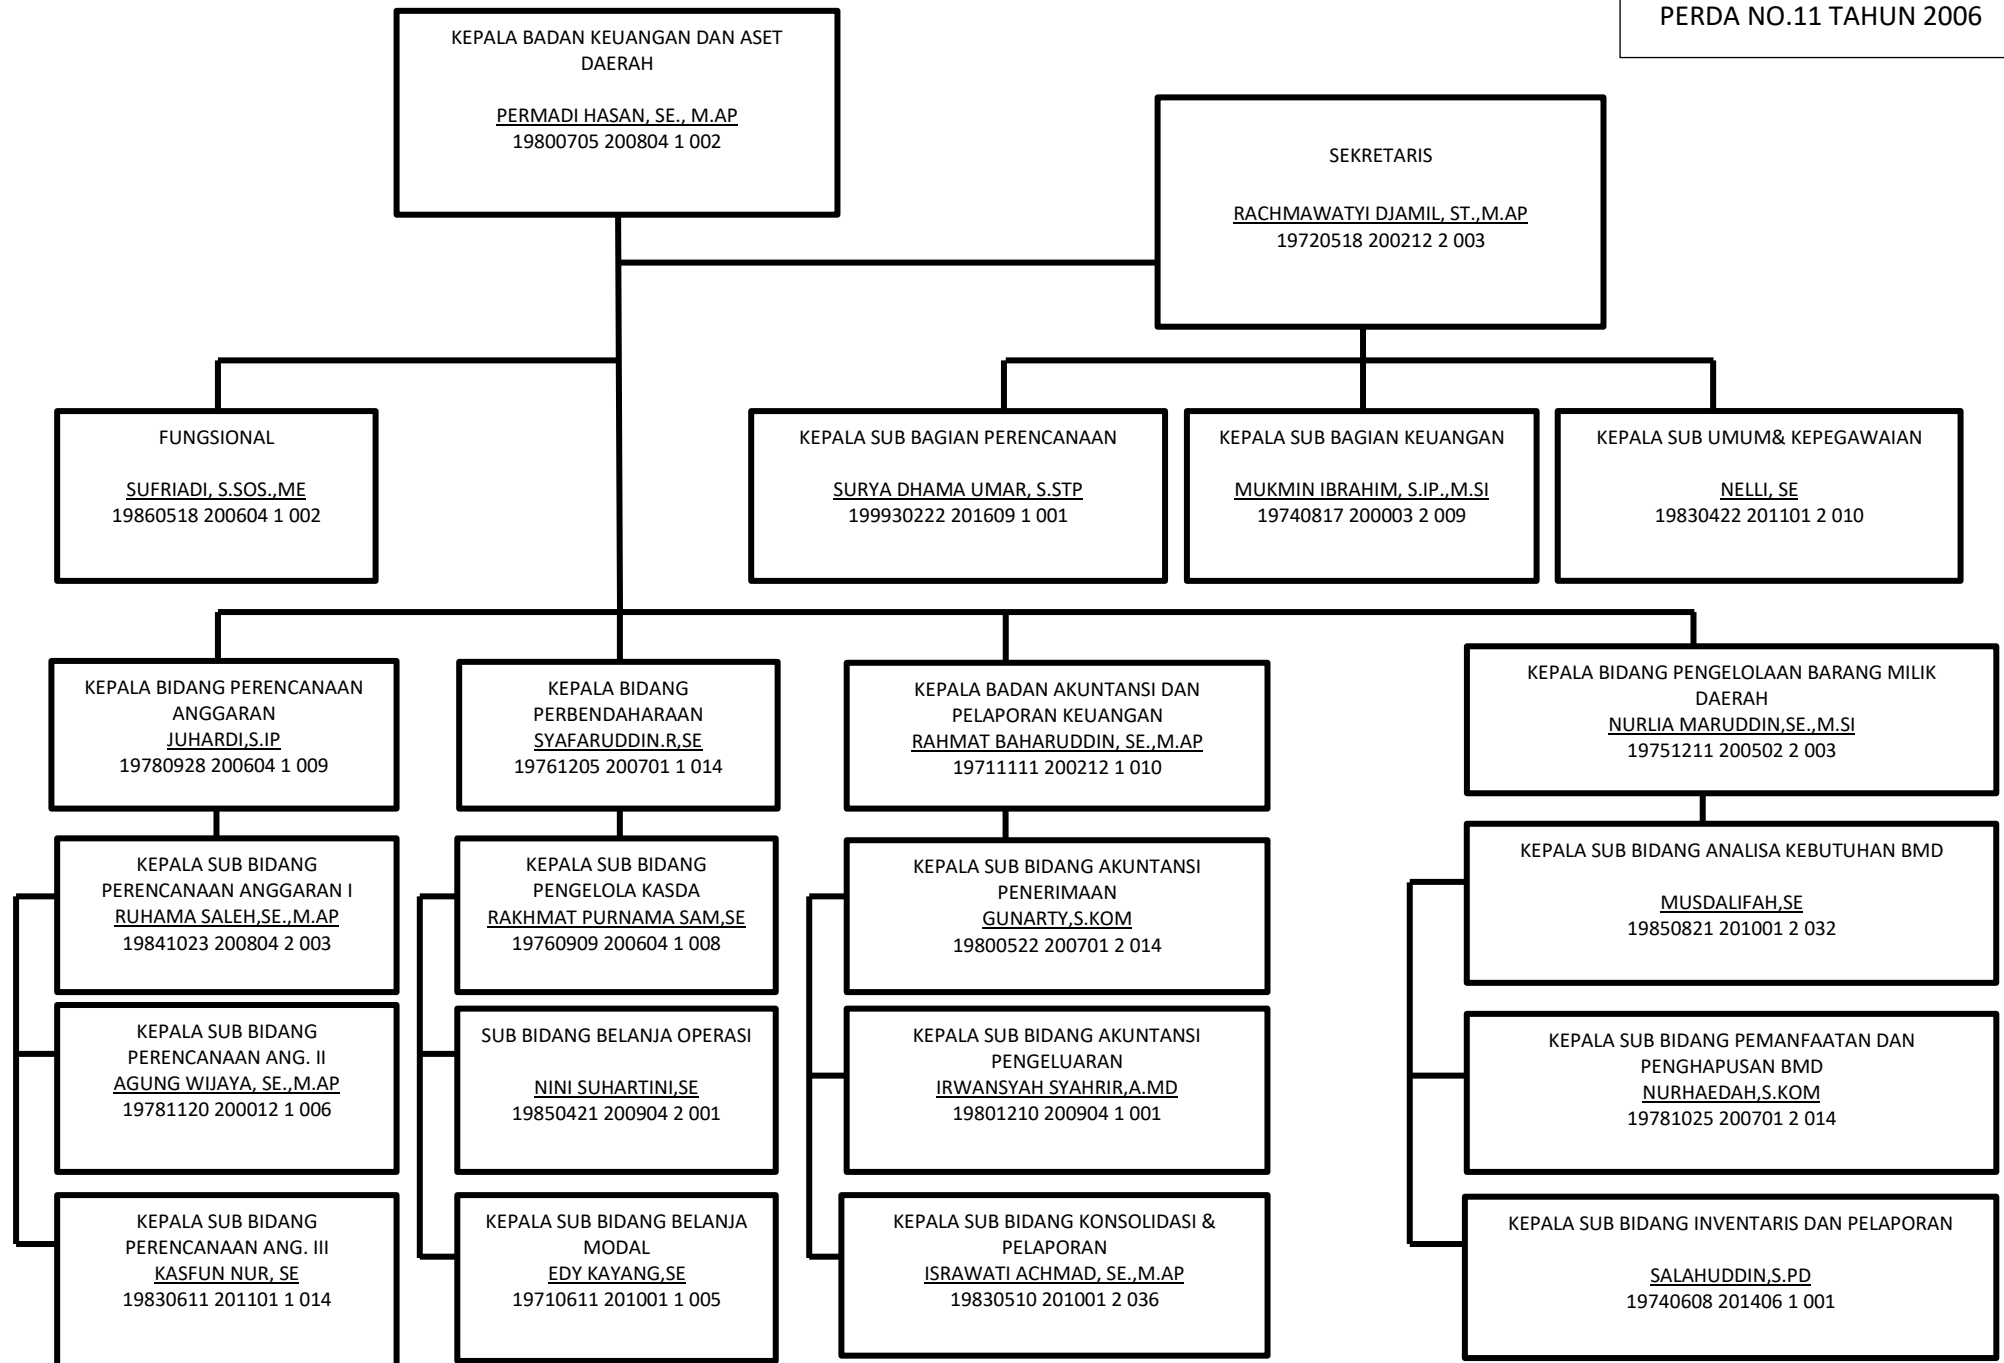 PERDA NO.11 TAHUN 2006
KEPALA BADAN KEUANGAN DAN ASET
DAERAH
PERMADI HASAN, SE., M.AP
19800705 200804 1 002
SEKRETARIS
RACHMAWATYI DJAMIL, ST.,M.AP
19720518 200212 2 003
FUNGSIONAL
SUFRIADI, S.SOS.,ME
19860518 200604 1 002
KEPALA SUB BAGIAN PERENCANAAN
SURYA DHAMA UMAR, S.STP
199930222 201609 1 001
KEPALA SUB BAGIAN KEUANGAN
MUKMIN IBRAHIM, S.IP.,M.SI
19740817 200003 2 009
KEPALA SUB UMUM& KEPEGAWAIAN
NELLI, SE
19830422 201101 2 010
KEPALA BIDANG PERENCANAAN
ANGGARAN
JUHARDI,S.IP
19780928 200604 1 009
KEPALA BIDANG
PERBENDAHARAAN
SYAFARUDDIN.R,SE
19761205 200701 1 014
KEPALA BADAN AKUNTANSI DAN
PELAPORAN KEUANGAN
RAHMAT BAHARUDDIN, SE.,M.AP
19711111 200212 1 010
KEPALA BIDANG PENGELOLAAN BARANG MILIK
DAERAH
NURLIA MARUDDIN,SE.,M.SI
19751211 200502 2 003
KEPALA SUB BIDANG
PERENCANAAN ANGGARAN I
RUHAMA SALEH,SE.,M.AP
19841023 200804 2 003
KEPALA SUB BIDANG
PENGELOLA KASDA
RAKHMAT PURNAMA SAM,SE
19760909 200604 1 008
KEPALA SUB BIDANG AKUNTANSI
PENERIMAAN
GUNARTY,S.KOM
19800522 200701 2 014
KEPALA SUB BIDANG ANALISA KEBUTUHAN BMD
MUSDALIFAH,SE
19850821 201001 2 032
KEPALA SUB BIDANG
PERENCANAAN ANG. II
AGUNG WIJAYA, SE.,M.AP
19781120 200012 1 006
SUB BIDANG BELANJA OPERASI
NINI SUHARTINI,SE
19850421 200904 2 001
KEPALA SUB BIDANG AKUNTANSI
PENGELUARAN
IRWANSYAH SYAHRIR,A.MD
19801210 200904 1 001
KEPALA SUB BIDANG PEMANFAATAN DAN
PENGHAPUSAN BMD
NURHAEDAH,S.KOM
19781025 200701 2 014
KEPALA SUB BIDANG
PERENCANAAN ANG. III
KASFUN NUR, SE
19830611 201101 1 014
KEPALA SUB BIDANG BELANJA
MODAL
EDY KAYANG,SE
19710611 201001 1 005
KEPALA SUB BIDANG KONSOLIDASI &
PELAPORAN
ISRAWATI ACHMAD, SE.,M.AP
19830510 201001 2 036
KEPALA SUB BIDANG INVENTARIS DAN PELAPORAN
SALAHUDDIN,S.PD
19740608 201406 1 001